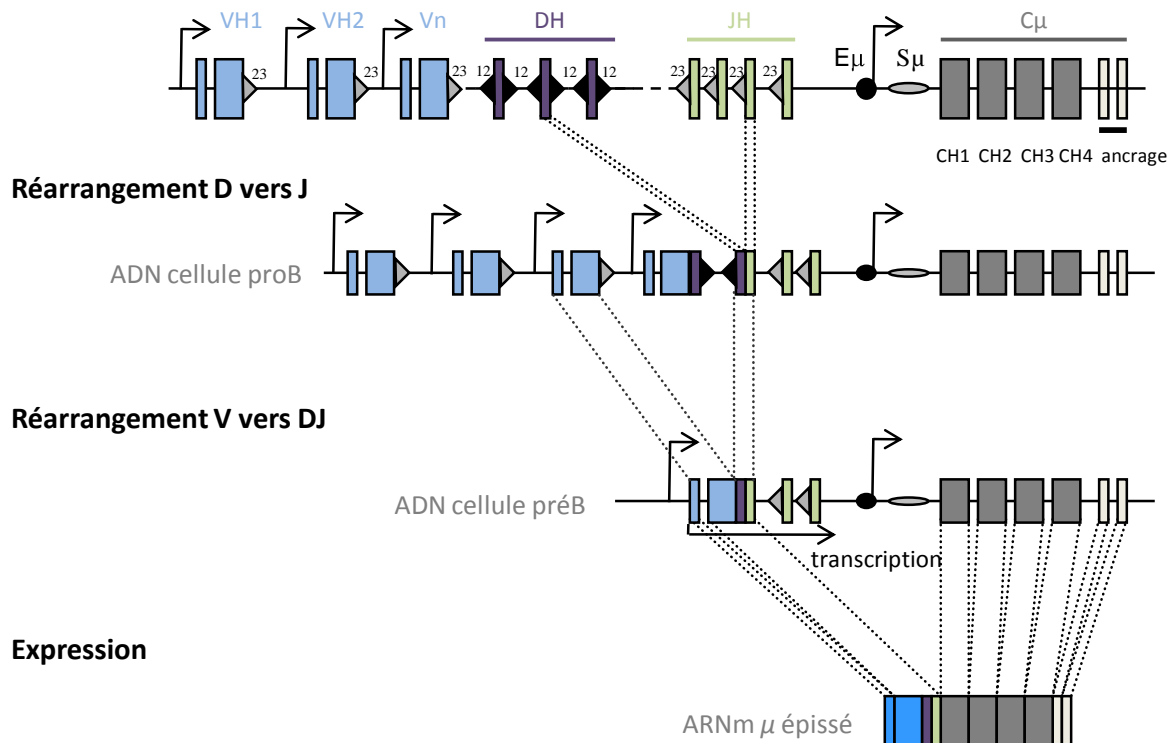 VH1 VH2 Vn DH JH Cμ
Eμ Sμ
23 23 23 12 12 12 12 23 23 23 23
CH1 CH2 CH3 CH4 ancrage
Réarrangement D vers J
ADN cellule proB
Réarrangement V vers DJ
ADN cellule préB
transcription
Expression
ARNm μ épissé